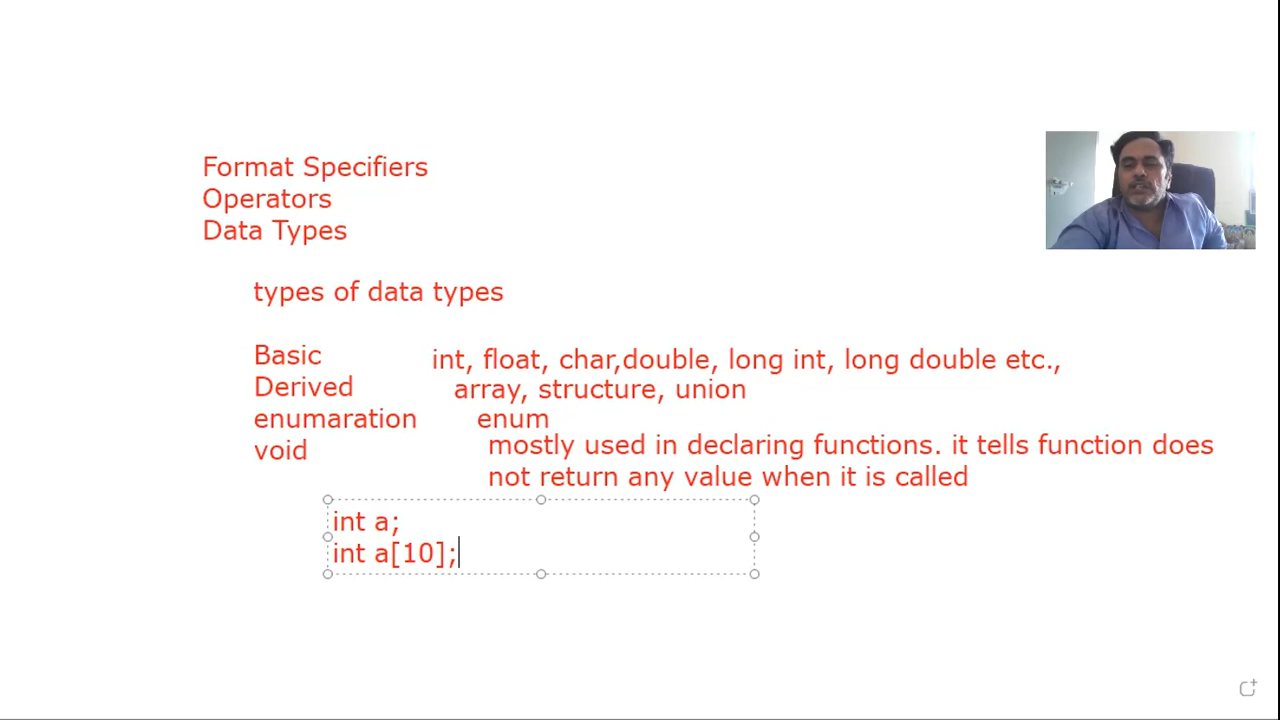 Format Specifiers
Operators
Data Types
types of data types
Basic int, float, char,double, long int, long double etc.,
Derived array, structure, union
enumaration enum
void mostly used in declaring functions. it tells function does
not return any value when it is called
int a;
int a[10];